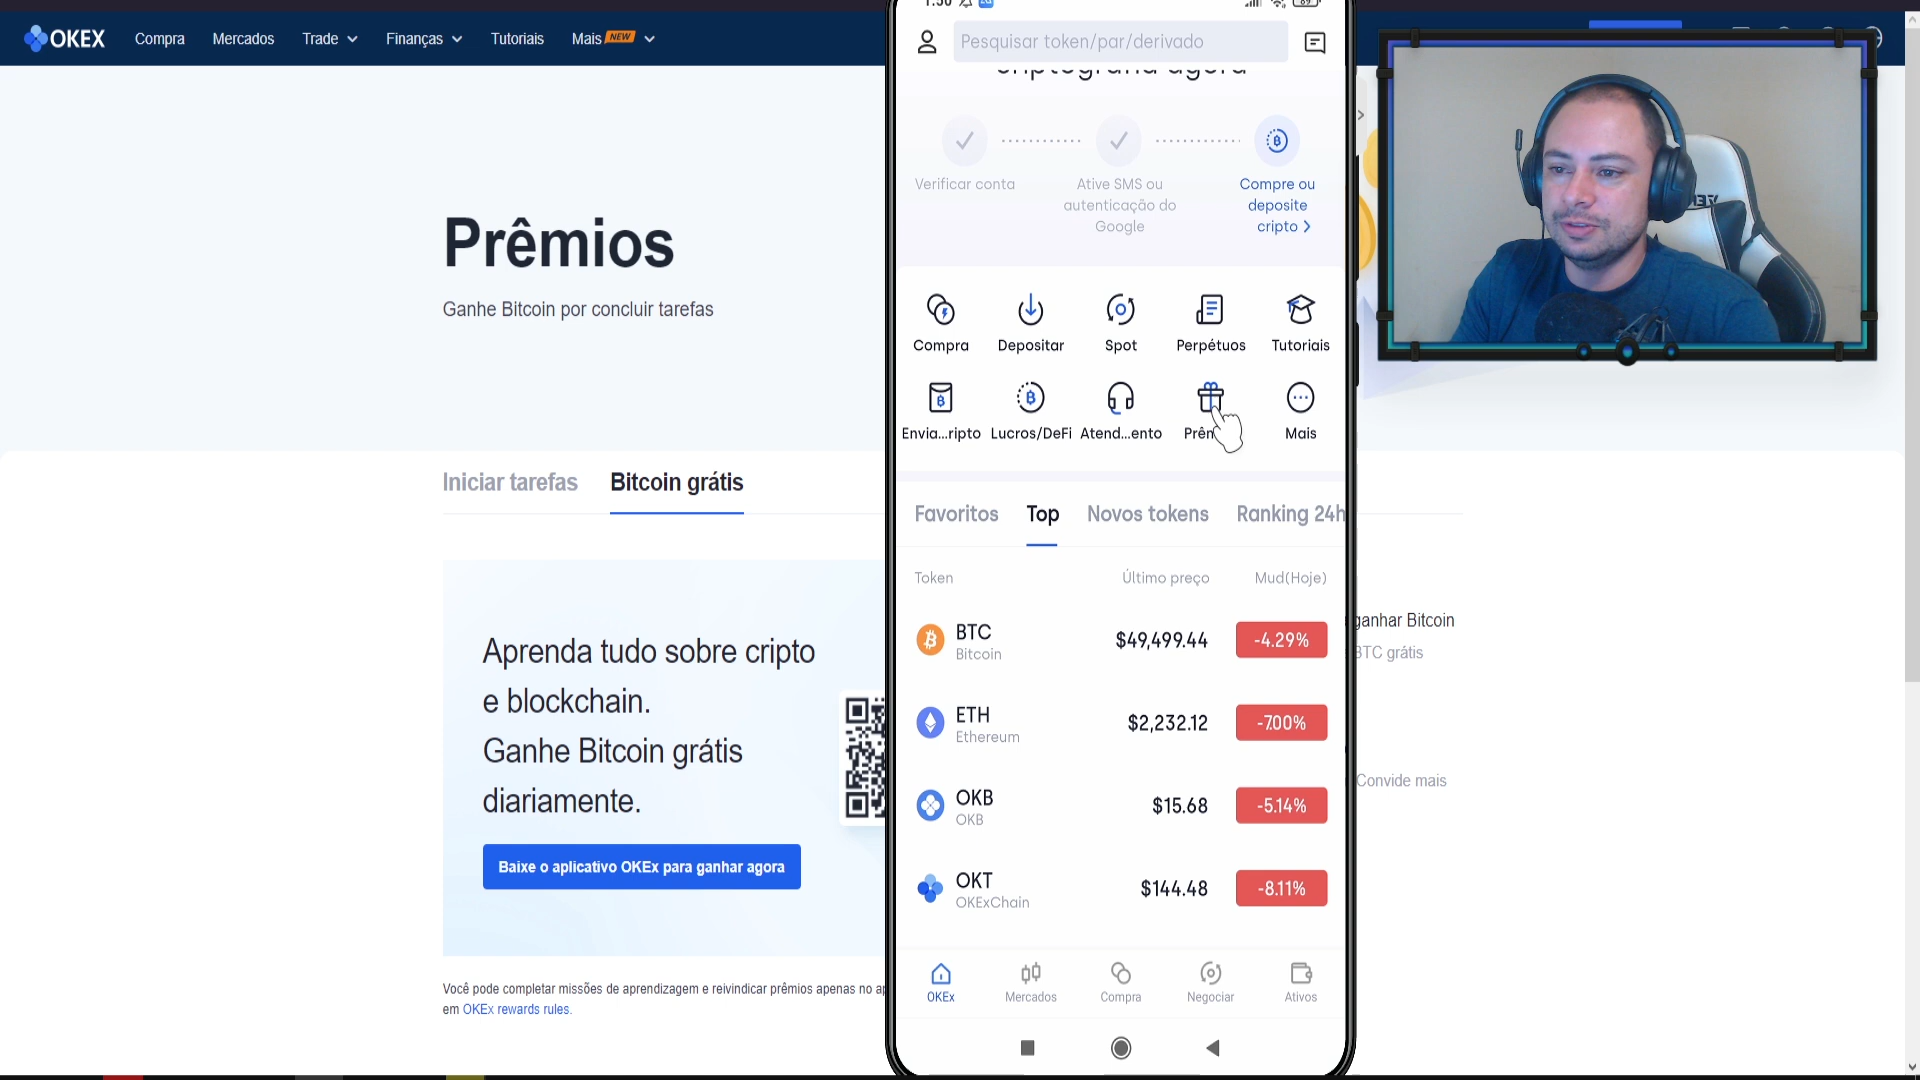 OKEX
Compra
Mercados
Trade
Finanças
Tutoriais
Mais NEW
Prêmios
Ganhe Bitcoin por concluir tarefas
Iniciar tarefas
Bitcoin grátis
Aprenda tudo sobre cripto
e blockchain.
Ganhe Bitcoin grátis
diariamente.
Baixe o aplicativo OKEx para ganhar agora
Você pode completar missões de aprendizagem e reivindicar prêmios apenas no
em OKEx rewards rules.
1:50
Pesquisar token/par/derivado
criptografia agora
Verificar conta
Ative SMS ou
autenticação do
Google
Compre ou
deposite
cripto >
Compra
Depositar
Spot
Perpétuos
Tutoriais
Envia...ripto
Lucros/DeFi
Atend...ento
Mais
Favoritos
Top
Novos tokens
Ranking 24h
Token
Último preço
Mud(Hoje)
BTC
Bitcoin
$49,499.44
-4.29%
ETH
Ethereum
$2,232.12
-7.00%
OKB
OKB
$15.68
-5.14%
OKT
OKExChain
$144.48
-8.11%
OKEx
Mercados
Compra
Negociar
Ativos
ganhar Bitcoin
BTC grátis
Convide mais